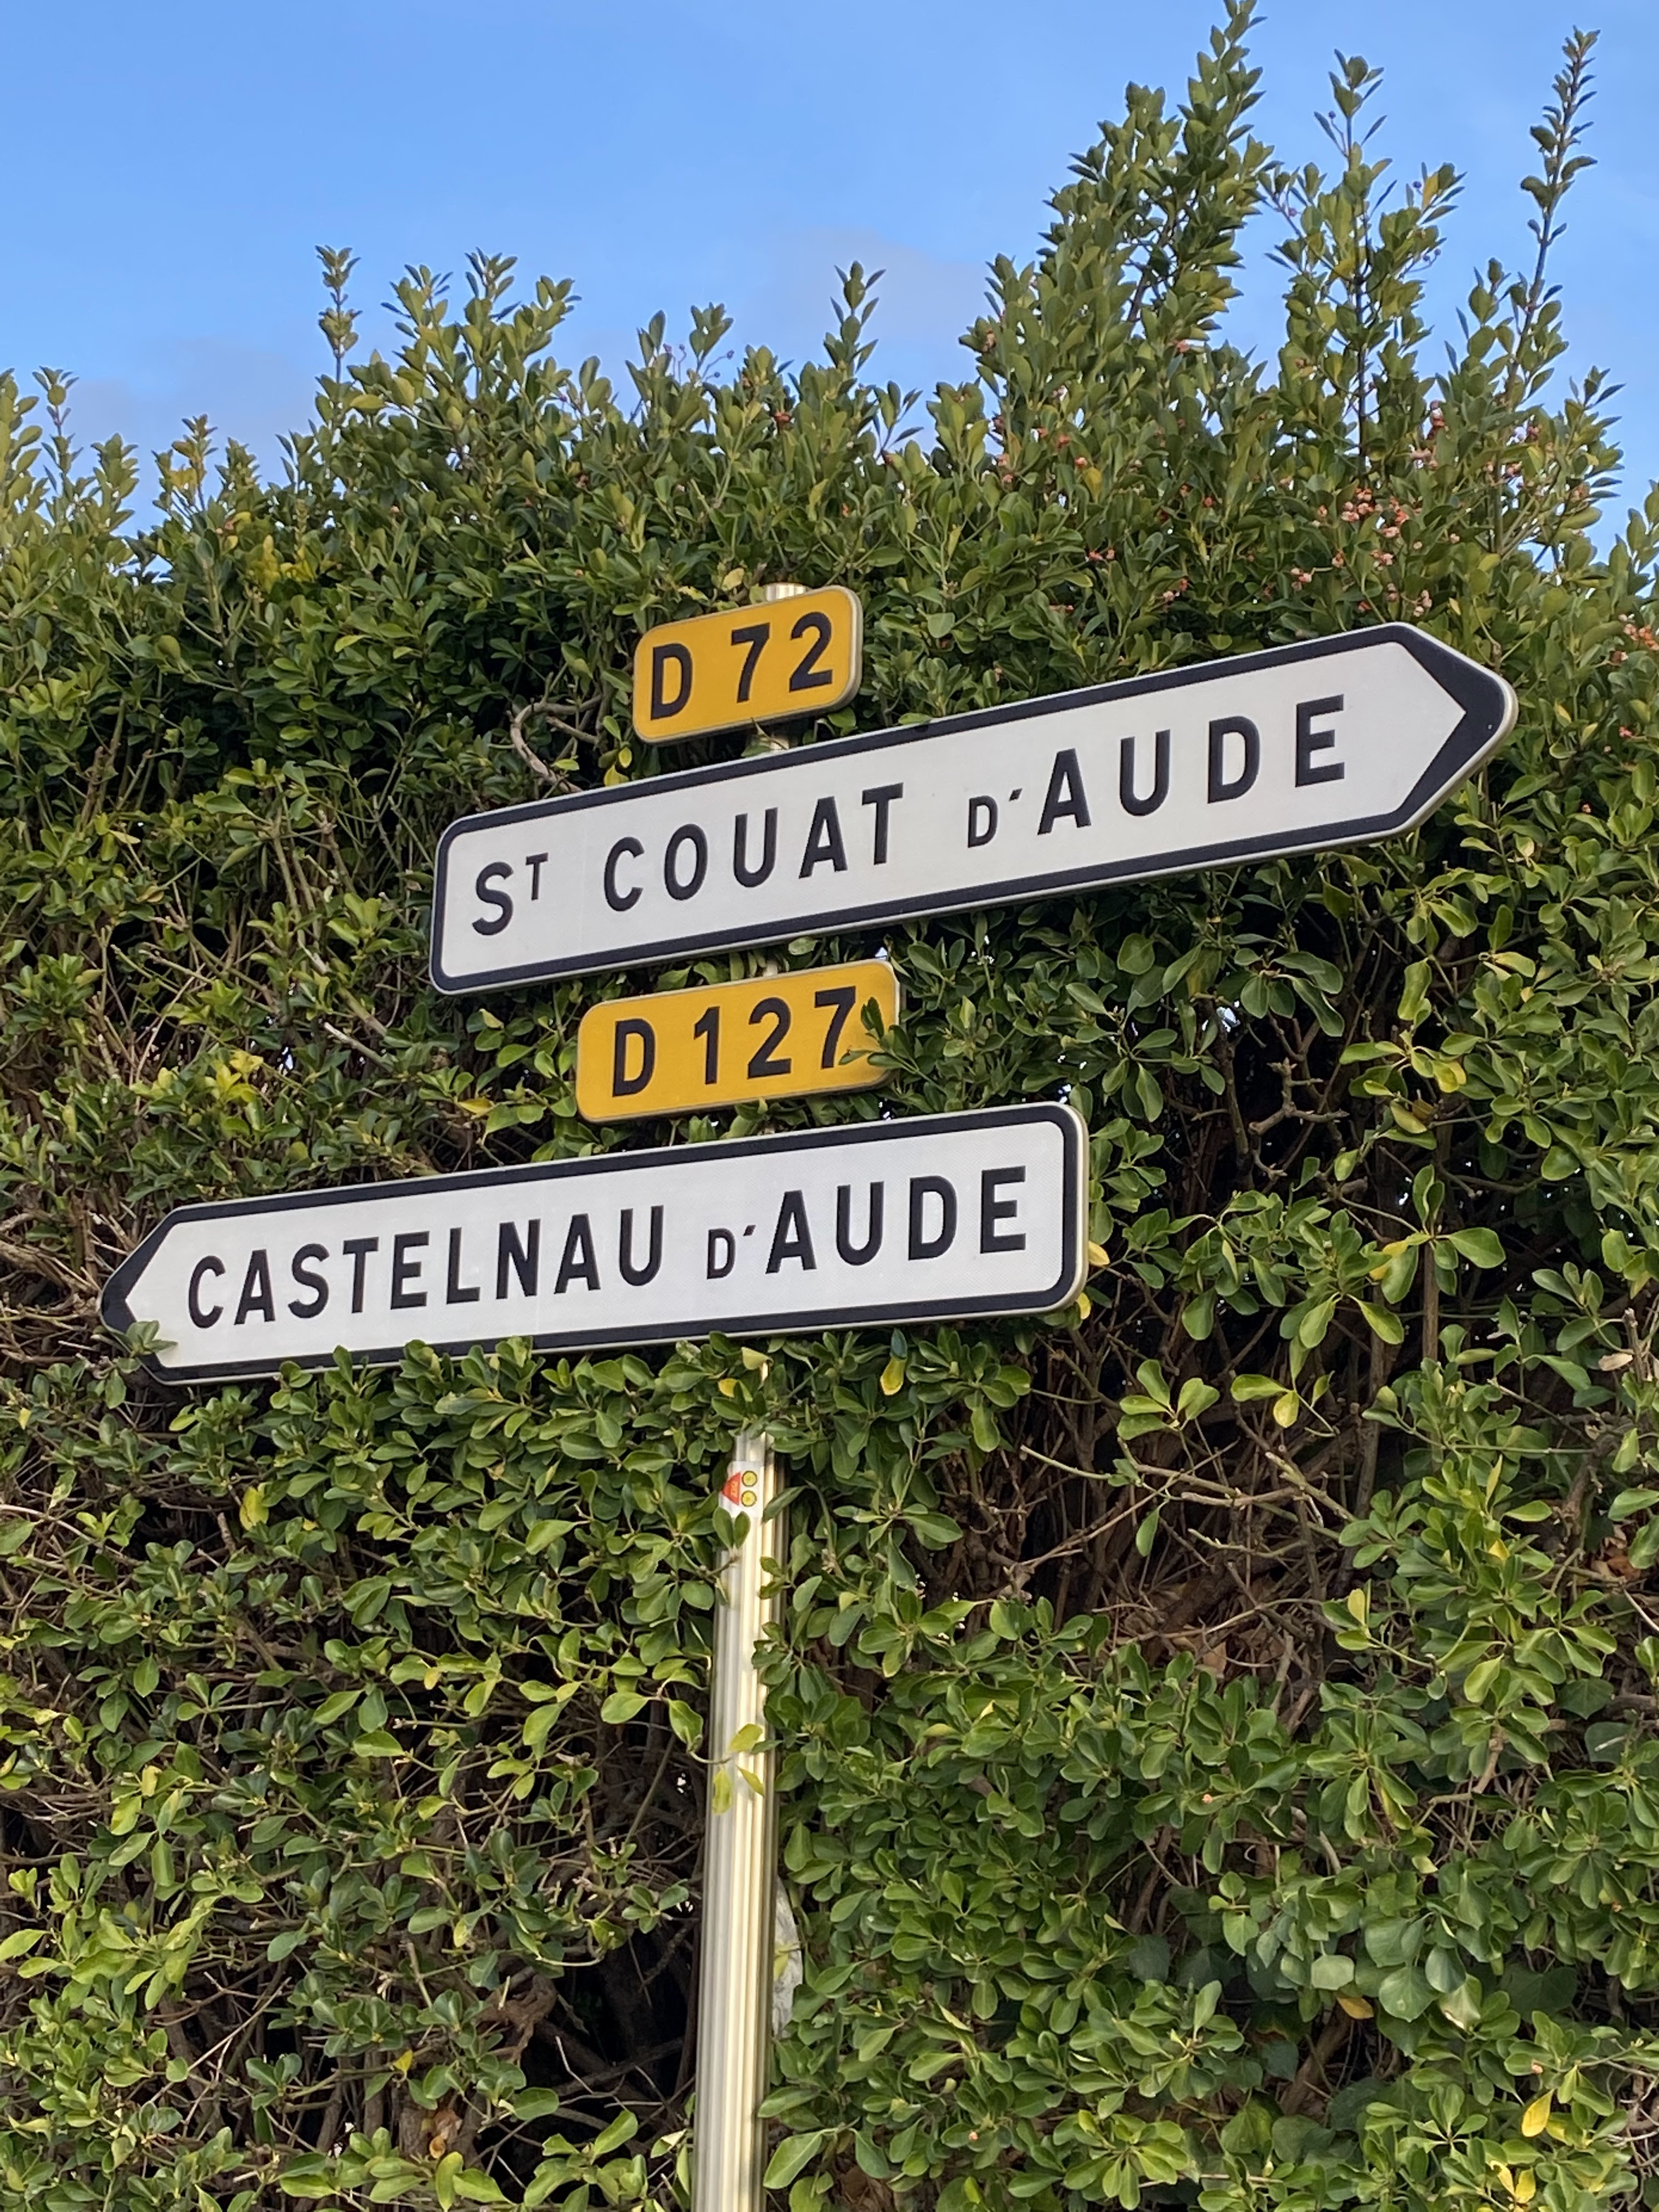 D 72
ST COUAT D'AUDE
D 127
CASTELNAU D'AUDE